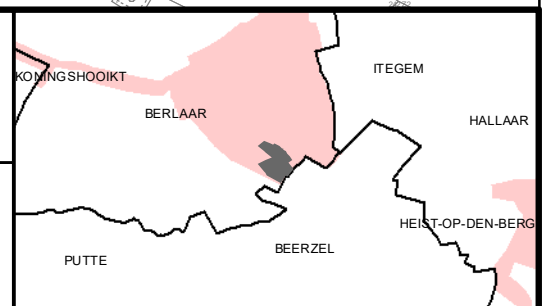 ITEGEM
KONINGSHOOIKT
BERLAAR
HALLAAR
HEIST-OP-DEN-BERG
BEERZEL
PUTTE